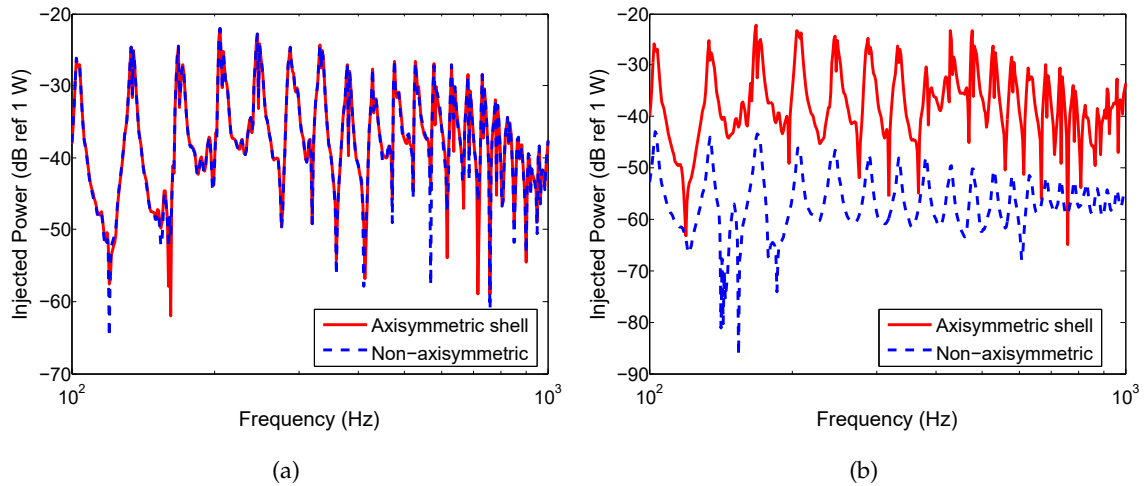 −20
−30
−40
−50
−60
−70
10²
10³
Injected Power (dB ref 1 W)
Frequency (Hz)
Axisymmetric shell
Non−axisymmetric
(a)
−20
−30
−40
−50
−60
−70
−80
−90
10²
10³
Injected Power (dB ref 1 W)
Frequency (Hz)
Axisymmetric shell
Non−axisymmetric
(b)